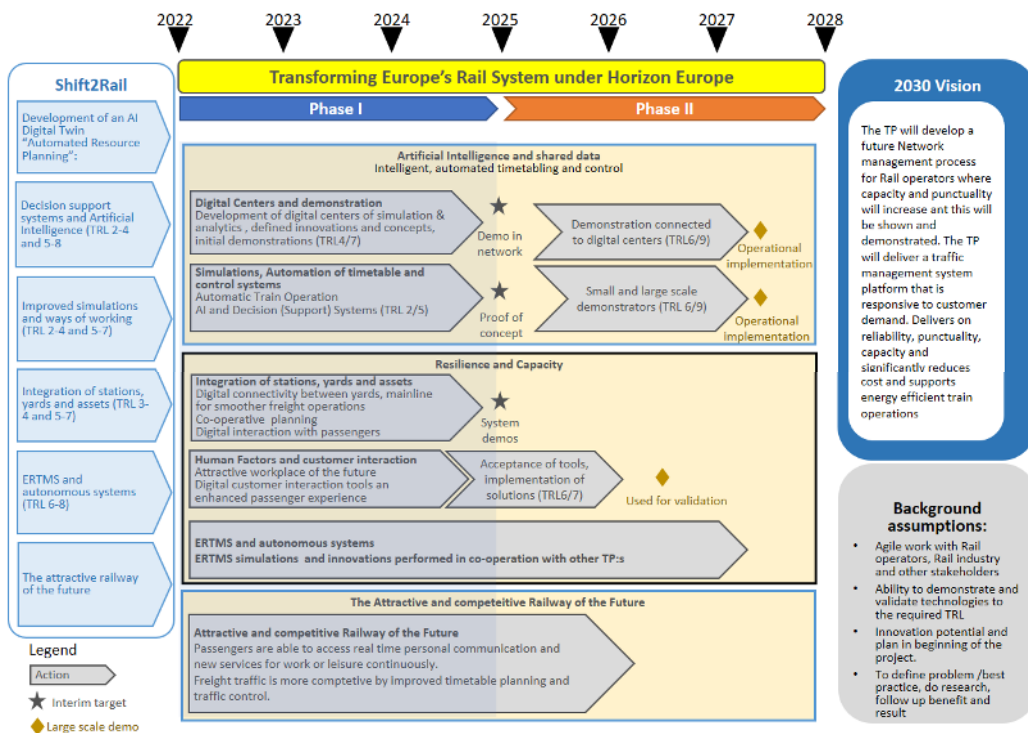 2022
2023
2024
2025
2026
2027
2028
Shift2Rail
Development of an AI
Digital Twin
“Automated Resource
Planning”:
Decision support
systems and Artificial
Intelligence (TRL 2-4
and 5-8
Improved simulations
and ways of working
(TRL 2-4 and 5-7)
Integration of stations,
yards and assets (TRL 3-
4 and 5-7)
ERTMS and
autonomous systems
(TRL 6-8)
The attractive railway
of the future
Legend
Action
Interim target
Large scale demo
Transforming Europe’s Rail System under Horizon Europe
Phase I
Phase II
Artificial Intelligence and shared data
Intelligent, automated timetabling and control
Digital Centers and demonstration
Development of digital centers of simulation &
analytics , defined innovations and concepts,
initial demonstrations (TRL4/7)
Demo in
network
Demonstration connected
to digital centers (TRL6/9)
Operational
implementation
Simulations, Automation of timetable and
control systems
Automatic Train Operation
AI and Decision (Support) Systems (TRL 2/5)
Proof of
concept
Small and large scale
demonstrators (TRL 6/9)
Operational
implementation
Resilience and Capacity
Integration of stations, yards and assets
Digital connectivity between yards, mainline
for smoother freight operations
Co-operative planning
Digital interaction with passengers
System
demos
Human Factors and customer interaction
Attractive workplace of the future
Digital customer interaction tools an
enhanced passenger experience
Acceptance of tools,
implementation of
solutions (TRL6/7)
Used for validation
ERTMS and autonomous systems
ERTMS simulations and innovations performed in co-operation with other TP:s
The Attractive and competeitive Railway of the Future
Attractive and competitive Railway of the Future
Passengers are able to access real time personal communication and
new services for work or leisure continuously.
Freight traffic is more comptetive by improved timetable planning and
traffic control.
2030 Vision
The TP will develop a
future Network
management process
for Rail operators where
capacity and punctuality
will increase ant this will
be shown and
demonstrated. The TP
will deliver a traffic
management system
platform that is
responsive to customer
demand. Delivers on
reliability, punctuality,
capacity and
significantly reduces
cost and supports
energy efficient train
operations
Background
assumptions:
• Agile work with Rail
operators, Rail industry
and other stakeholders
• Ability to demonstrate and
validate technologies to
the required TRL
• Innovation potential and
plan in beginning of the
project.
• To define problem /best
practice, do research,
follow up benefit and
result